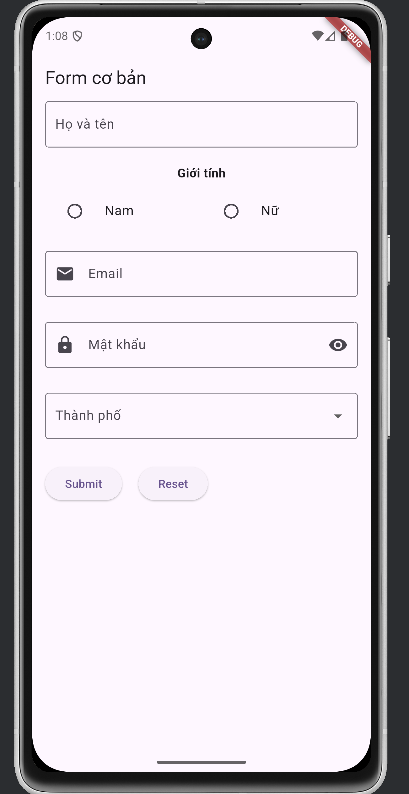 1:08
DEBUG
Form cơ bản
Họ và tên
Giới tính
Nam Nữ
Email
Mật khẩu
Thành phố
Submit Reset